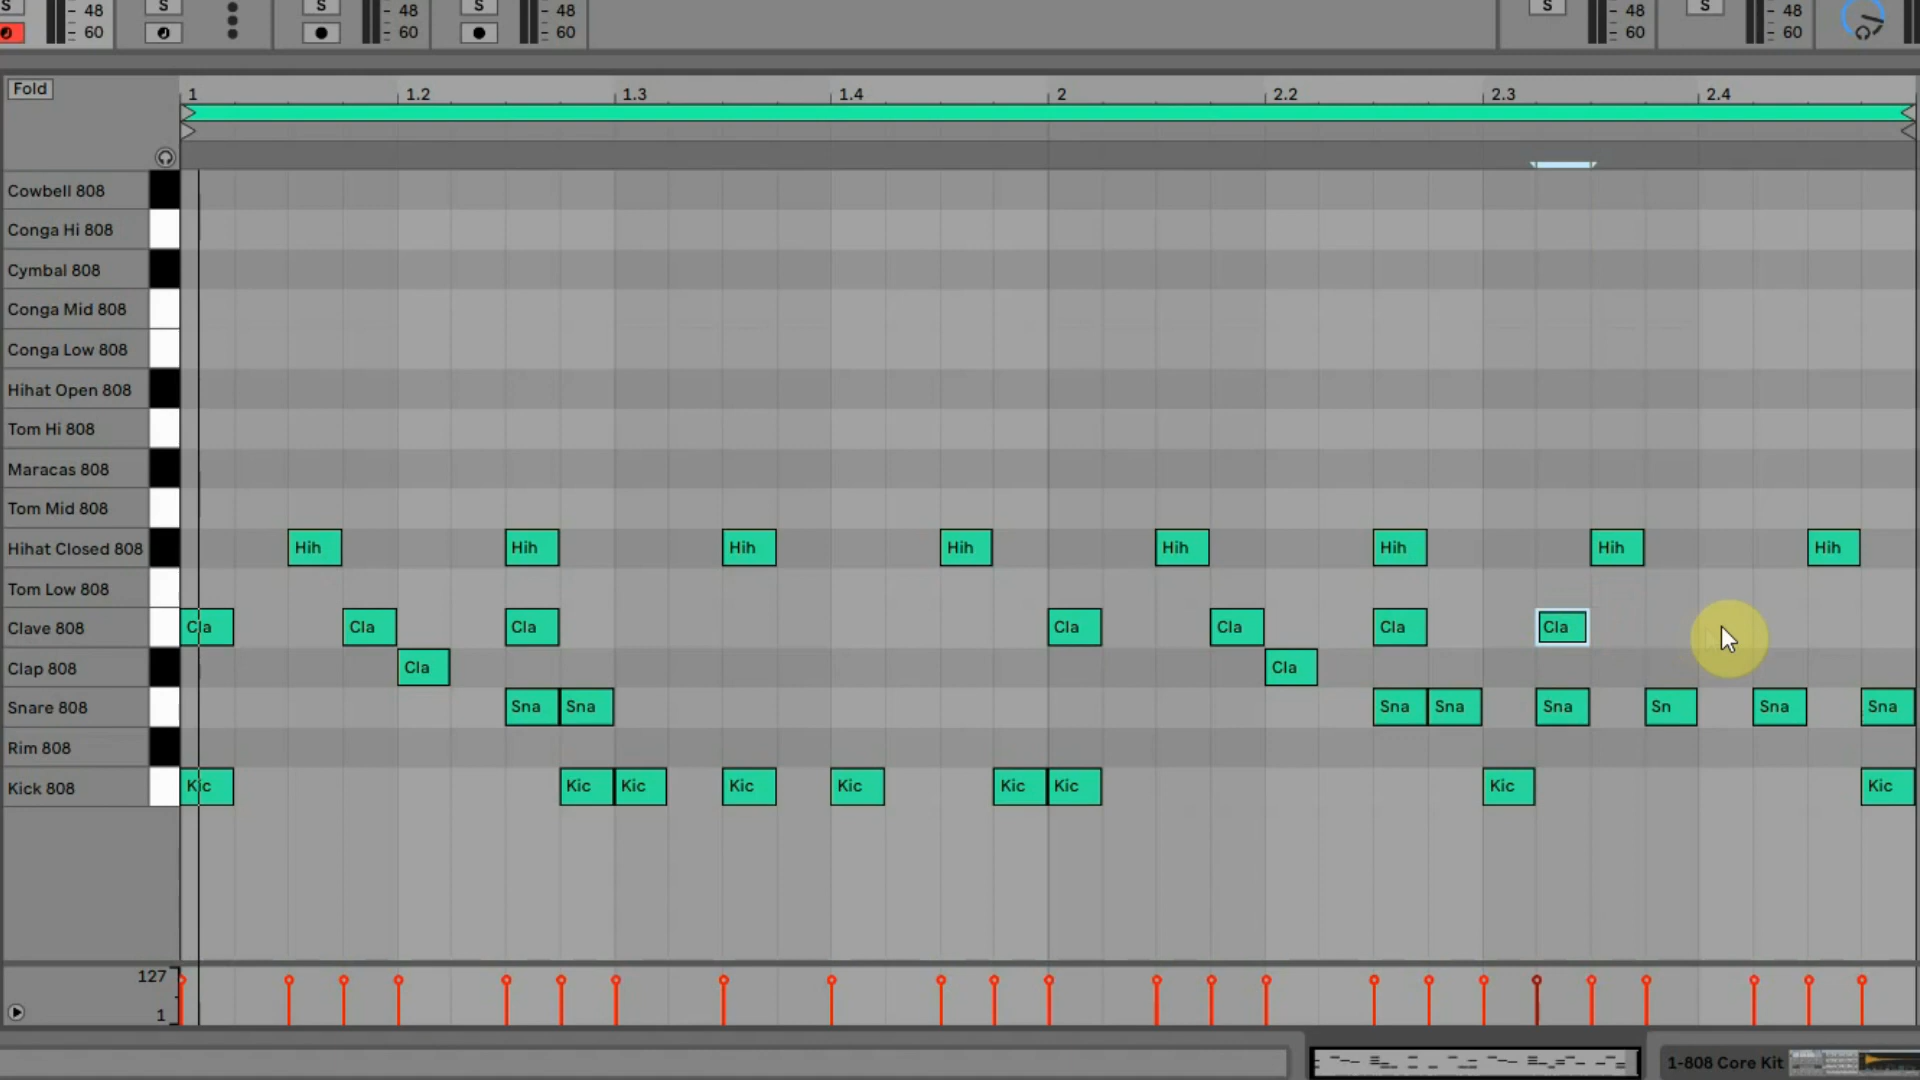 S 48 S S 48 S 48 S 48 S 48
60 60 60 60 60
Fold
1 1.2 1.3 1.4 2 2.2 2.3 2.4
Cowbell 808
Conga Hi 808
Cymbal 808
Conga Mid 808
Conga Low 808
Hihat Open 808
Tom Hi 808
Maracas 808
Tom Mid 808
Hihat Closed 808 Hih Hih Hih Hih Hih Hih Hih Hih
Tom Low 808
Clave 808 Cla Cla Cla Cla Cla Cla Cla
Clap 808 Cla Cla
Snare 808 Sna Sna Sna Sna Sna Sn Sna Sna
Rim 808
Kick 808 Kic Kic Kic Kic Kic Kic Kic Kic Kic
127
1
1-808 Core Kit